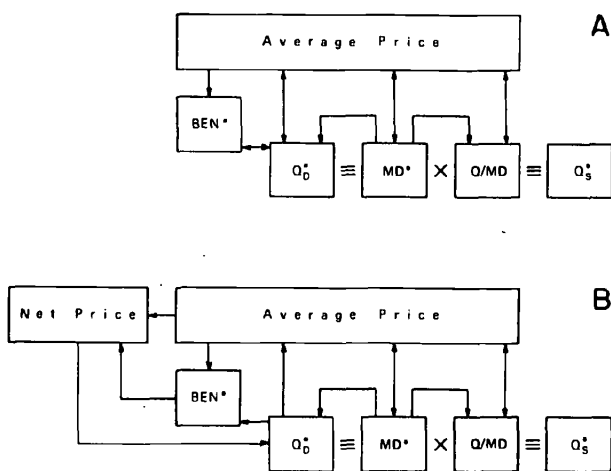 A
Average Price
BEN*
Q*D ≡ MD* × Q/MD ≡ Q*S
B
Net Price Average Price
BEN*
Q*D ≡ MD* × Q/MD ≡ Q*S